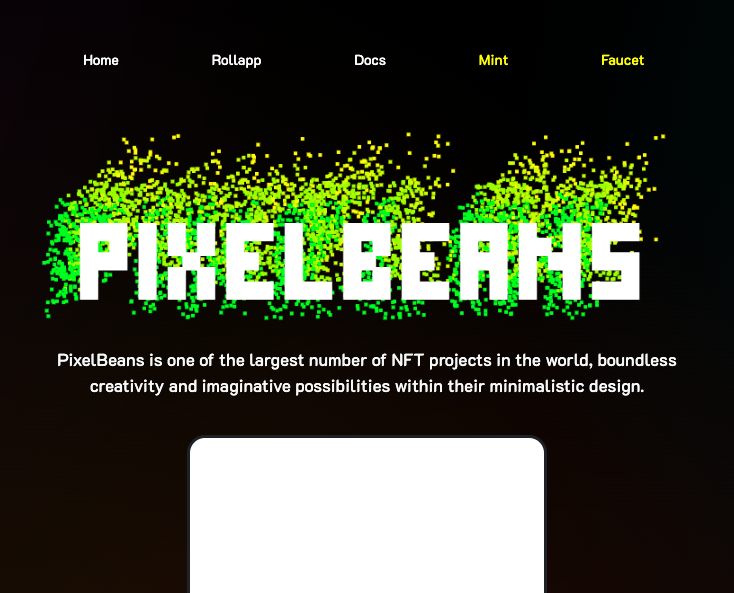 Home Rollapp Docs Mint Faucet
PIXELBEANS
PixelBeans is one of the largest number of NFT projects in the world, boundless
creativity and imaginative possibilities within their minimalistic design.